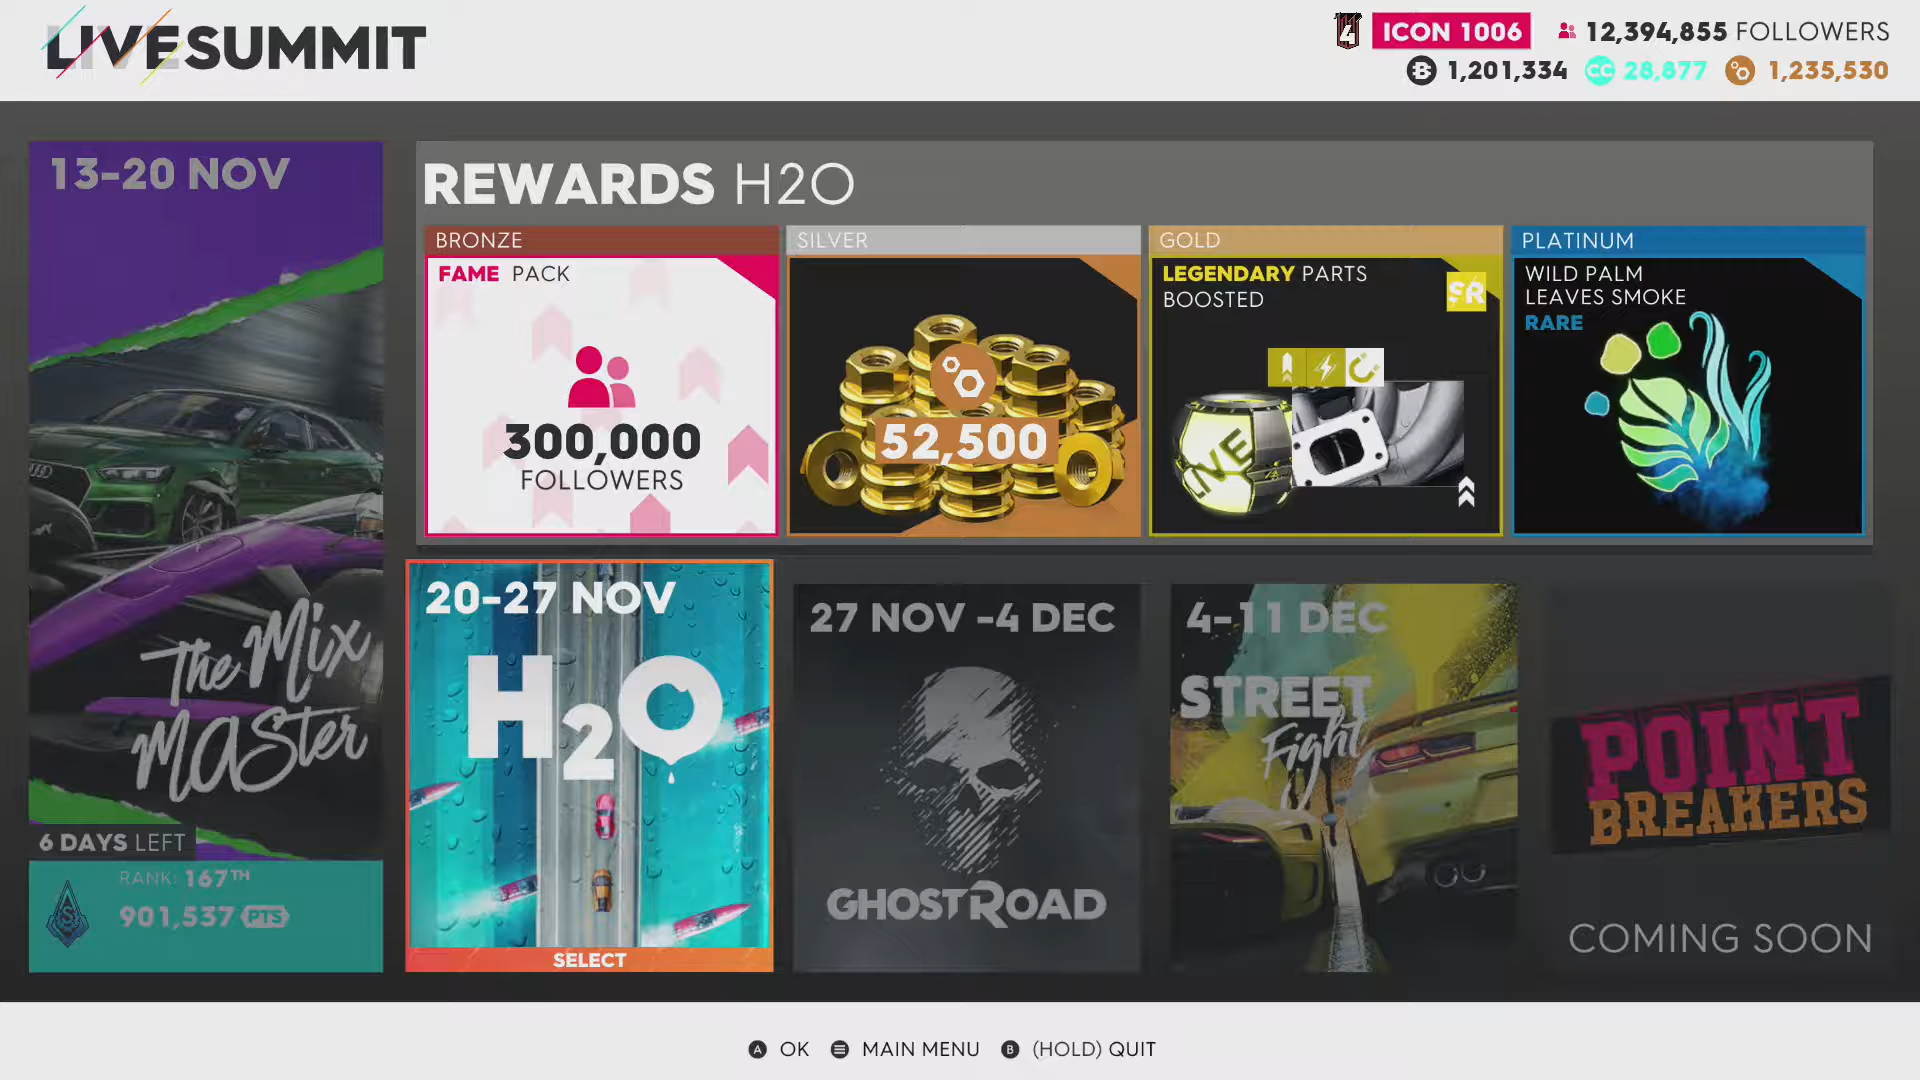 LIVESUMMIT
4 ICON 1006 12,394,855 FOLLOWERS
1,201,334 CC 28,877 1,235,530
13-20 NOV
The Mix
Master
6 DAYS LEFT
RANK: 167TH
S 901,537 PTS
REWARDS H2O
BRONZE
FAME PACK
300,000
FOLLOWERS
SILVER
52,500
GOLD
LEGENDARY PARTS
BOOSTED
SR
LIVE
PLATINUM
WILD PALM
LEAVES SMOKE
RARE
20-27 NOV
H2O
SELECT
27 NOV -4 DEC
GHOST ROAD
4-11 DEC
STREET
Fight
POINT
BREAKERS
COMING SOON
A OK MAIN MENU B (HOLD) QUIT